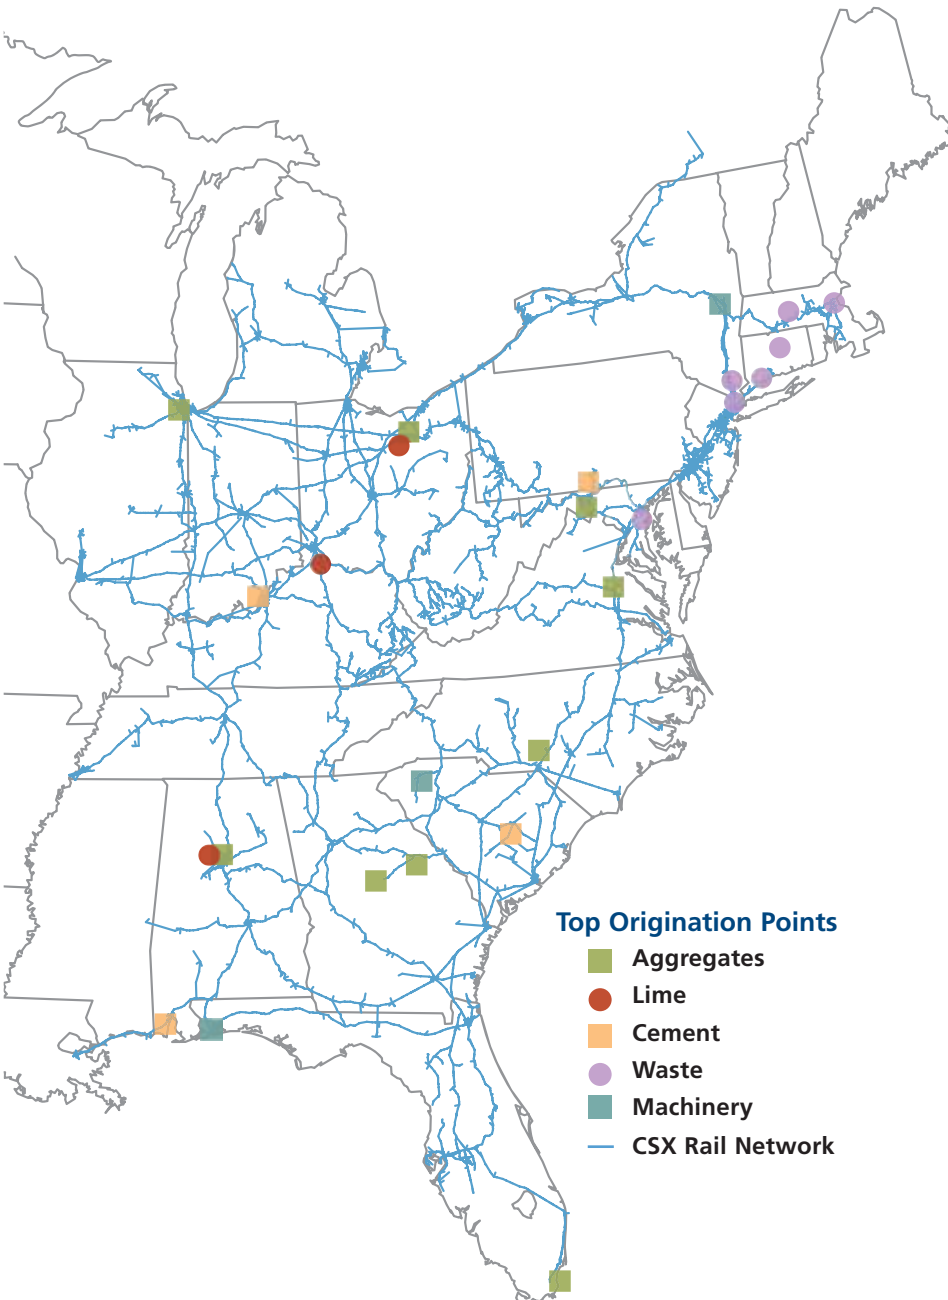 Top Origination Points
Aggregates
Lime
Cement
Waste
Machinery
CSX Rail Network